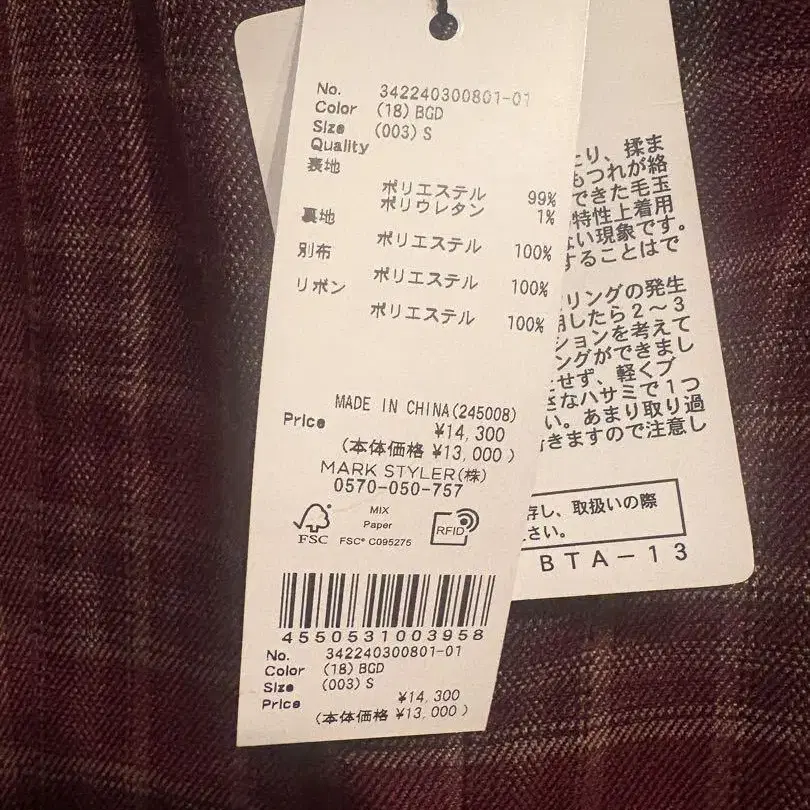 No. 342240300801-01
Color (18) BGD
Size (003) S
Quality
表地
ポリエステル 99%
ポリウレタン 1%
裏地
ポリエステル 100%
別布
ポリエステル 100%
リボン
ポリエステル 100%
MADE IN CHINA(245008)
Price ¥14,300
(本体価格 ¥13,000 )
MARK STYLER(株)
0570-050-757
FSC
MIX
Paper
FSC® C095275
RFID
4550531003958
No. 342240300801-01
Color (18) BGD
Size (003) S
Price ¥14,300
(本体価格 ¥13,000 )
たり、揉ま
もつれが絡
できた毛玉
特性上着用
ない現象です。
することはで
リングの発生
用したら2~3
ションを考えて
ングができまし
せず、軽くブ
さなハサミで1つ
い。あまり取り過
きますので注意し
存し、取扱いの際
さい。
BTA-13